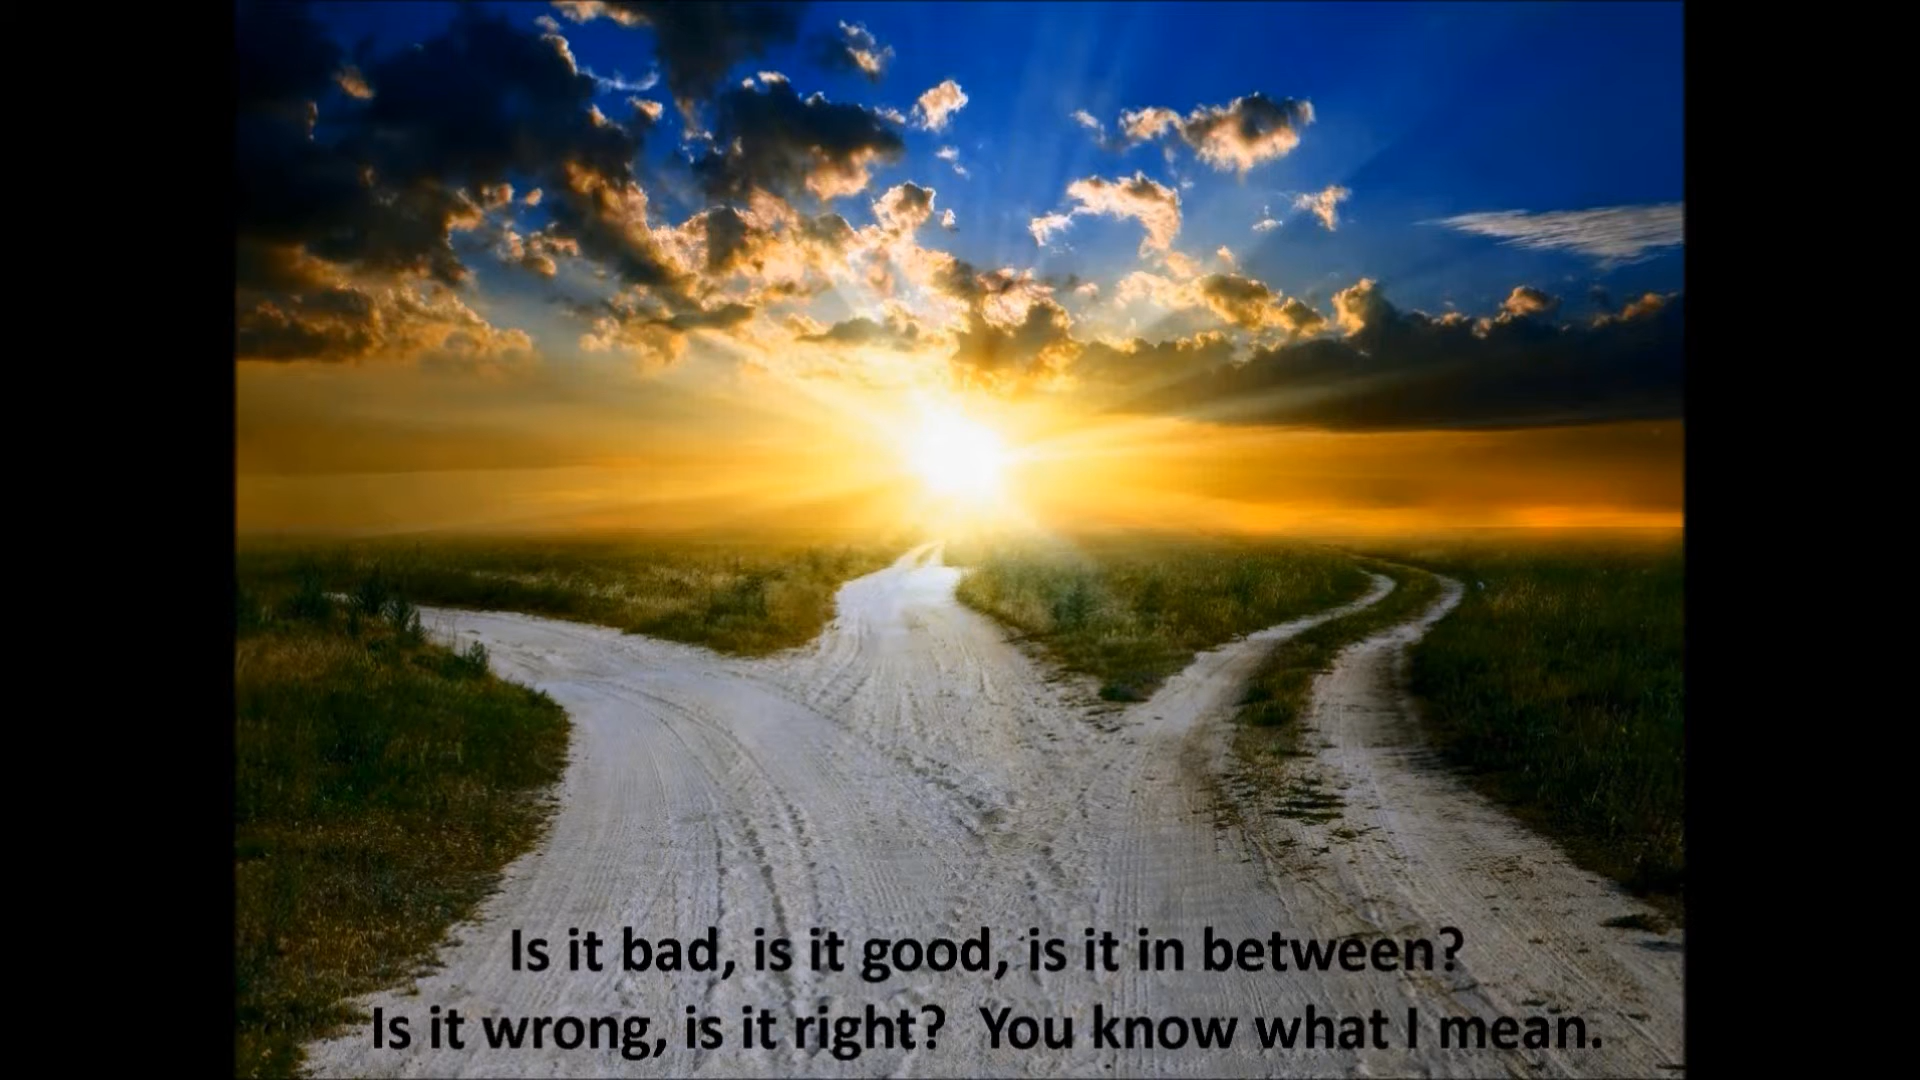 Is it bad, is it good, is it in between?
Is it wrong, is it right?  You know what I mean.